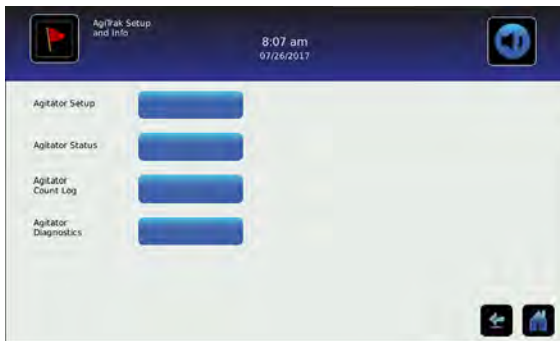 AgiTrak Setup
and Info
8:07 am
07/26/2017
Agitator Setup
Agitator Status
Agitator
Count Log
Agitator
Diagnostics